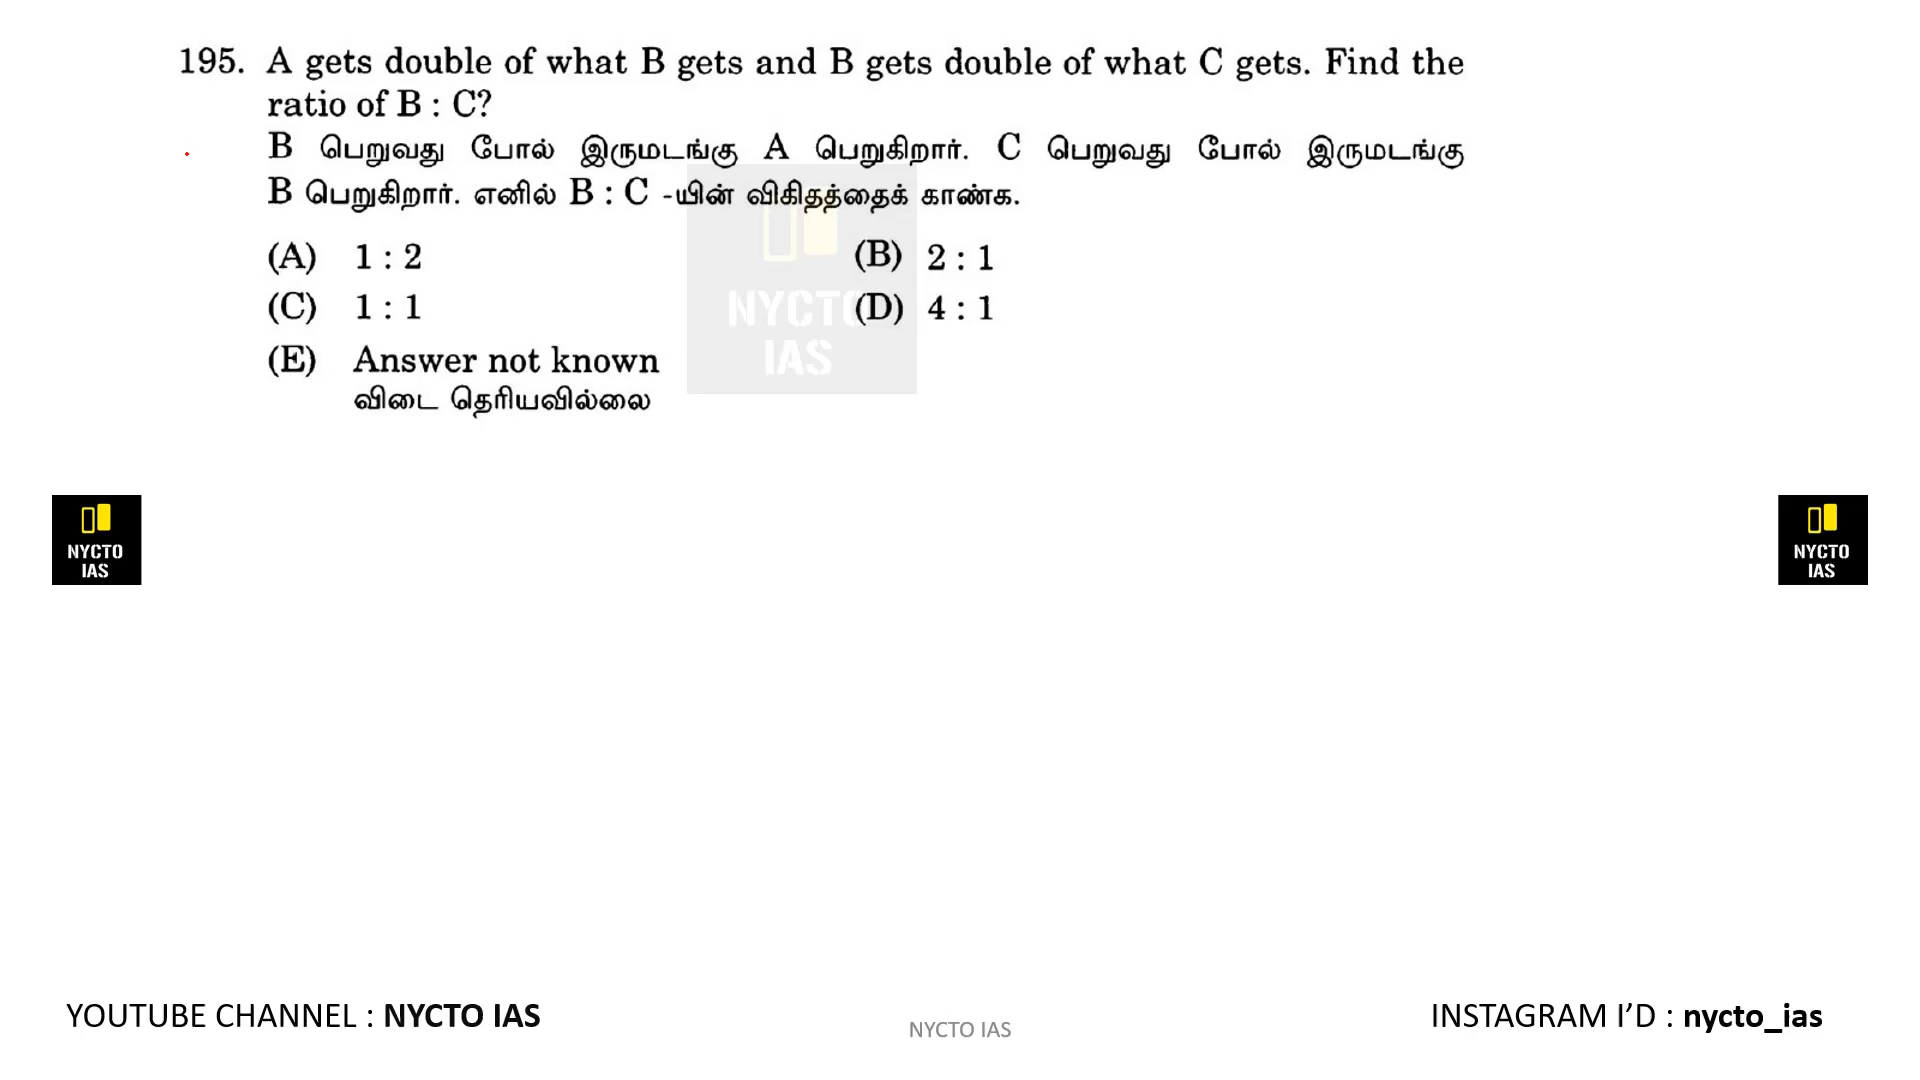 195. A gets double of what B gets and B gets double of what C gets. Find the
ratio of B : C?
B பெறுவது போல் இருமடங்கு A பெறுகிறார். C பெறுவது போல் இருமடங்கு
B பெறுகிறார். எனில் B : C -யின் விகிதத்தைக் காண்க.
(A) 1 : 2 (B) 2 : 1
(C) 1 : 1 (D) 4 : 1
(E) Answer not known
விடை தெரியவில்லை
NYCTO
IAS
NYCTO
IAS
NYCTO
IAS
YOUTUBE CHANNEL : NYCTO IAS
NYCTO IAS
INSTAGRAM I’D : nycto_ias